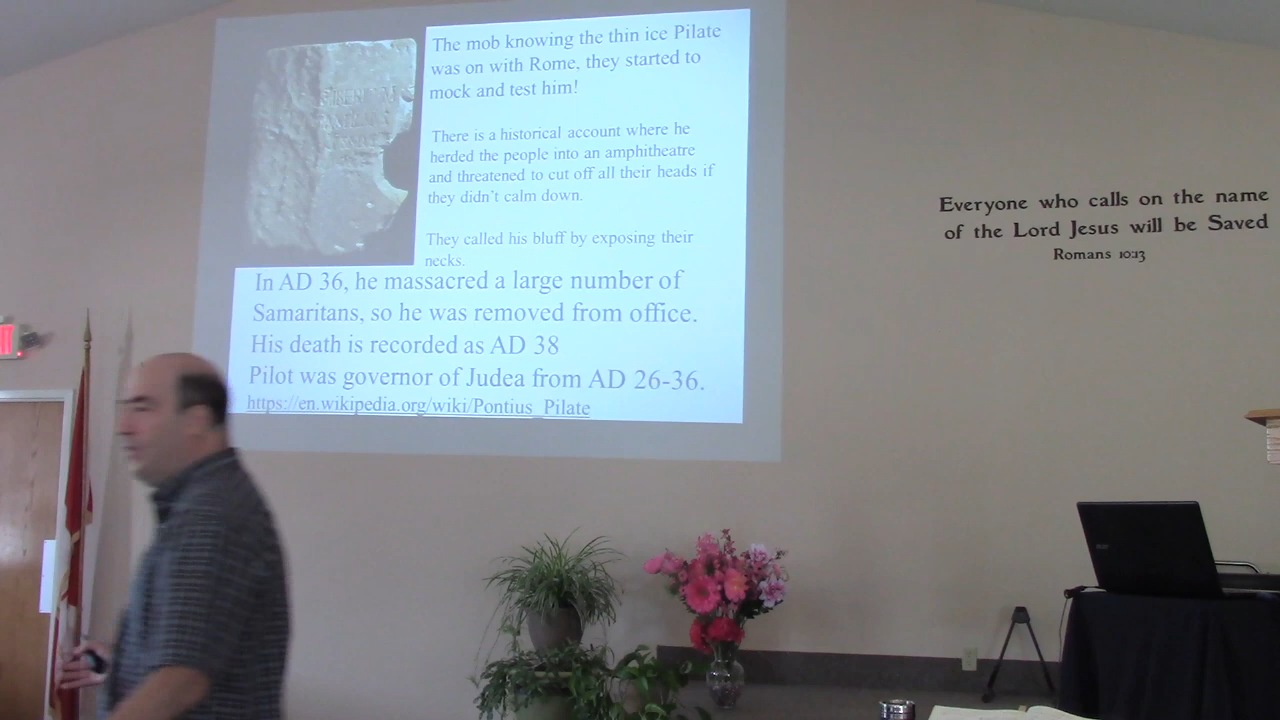 The mob knowing the thin ice Pilate
was on with Rome, they started to
mock and test him!
There is a historical account where he
herded the people into an amphitheatre
and threatened to cut off all their heads if
they didn't calm down.
They called his bluff by exposing their
necks.
In AD 36, he massacred a large number of
Samaritans, so he was removed from office.
His death is recorded as AD 38
Pilot was governor of Judea from AD 26-36.
https://en.wikipedia.org/wiki/Pontius_Pilate
Everyone who calls on the name
of the Lord Jesus will be Saved
Romans 10:13